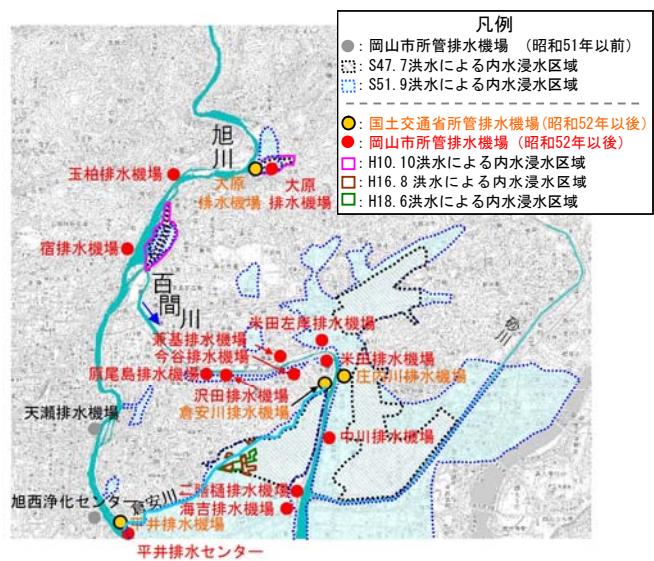 凡例
: 岡山市所管排水機場 (昭和51年以前)
: S47.7洪水による内水浸水区域
: S51.9洪水による内水浸水区域
: 国土交通省所管排水機場(昭和52年以後)
: 岡山市所管排水機場 (昭和52年以後)
: H10.10洪水による内水浸水区域
: H16.8 洪水による内水浸水区域
: H18.6洪水による内水浸水区域
旭川
玉柏排水機場
大原
排水機場
大原
排水機場
宿排水機場
百間川
砂川
米田左岸排水機場
兼基排水機場
今谷排水機場
米田排水機場
原尾島排水機場
庄内川排水機場
沢田排水機場
倉安川排水機場
天瀬排水機場
中川排水機場
二階樋排水機場
旭西浄化センター
倉安川
海吉排水機場
平井排水機場
平井排水センター